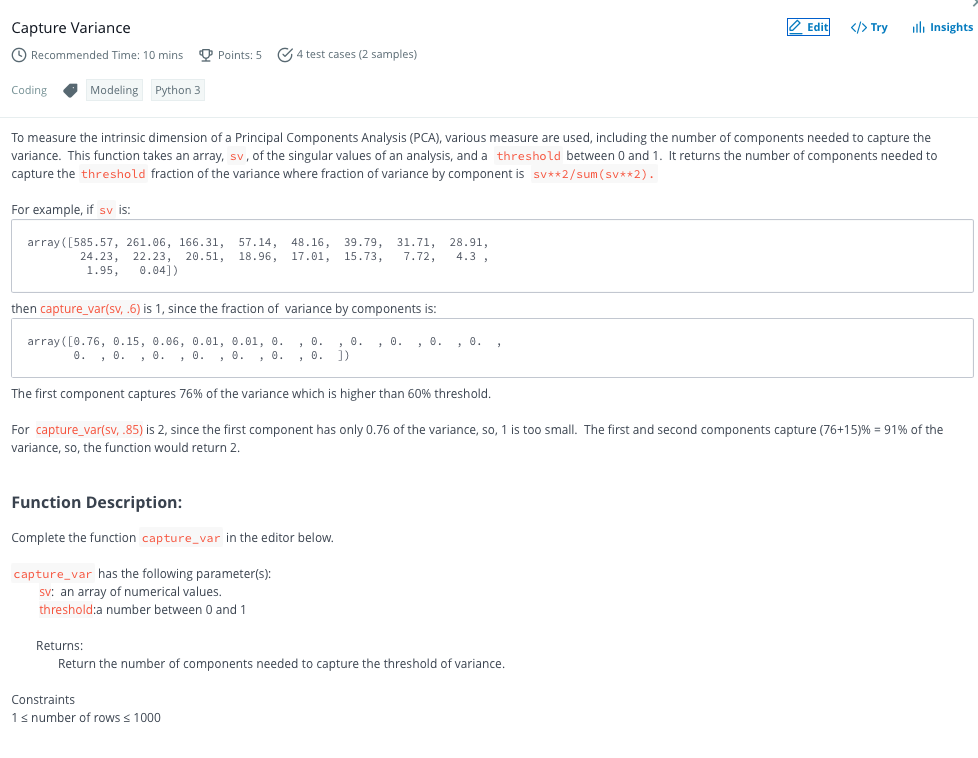 Capture Variance
Edit
</> Try
Insights
Recommended Time: 10 mins
Points: 5
4 test cases (2 samples)
Coding
Modeling
Python 3
To measure the intrinsic dimension of a Principal Components Analysis (PCA), various measure are used, including the number of components needed to capture the
variance.  This function takes an array, sv, of the singular values of an analysis, and a threshold between 0 and 1.  It returns the number of components needed to
capture the threshold fraction of the variance where fraction of variance by component is sv**2/sum(sv**2).
For example, if sv is:
array([585.57, 261.06, 166.31,  57.14,  48.16,  39.79,  31.71,  28.91,
        24.23,  22.23,  20.51,  18.96,  17.01,  15.73,   7.72,   4.3 ,
         1.95,   0.04])
then capture_var(sv, .6) is 1, since the fraction of  variance by components is:
array([0.76, 0.15, 0.06, 0.01, 0.01, 0.  , 0.  , 0.  , 0.  , 0.  , 0.  ,
       0.  , 0.  , 0.  , 0.  , 0.  , 0.  , 0.  ])
The first component captures 76% of the variance which is higher than 60% threshold.
For capture_var(sv, .85) is 2, since the first component has only 0.76 of the variance, so, 1 is too small.  The first and second components capture (76+15)% = 91% of the
variance, so, the function would return 2.
Function Description:
Complete the function capture_var in the editor below.
capture_var has the following parameter(s):
sv:  an array of numerical values.
threshold:a number between 0 and 1
Returns:
Return the number of components needed to capture the threshold of variance.
Constraints
1 ≤ number of rows ≤ 1000